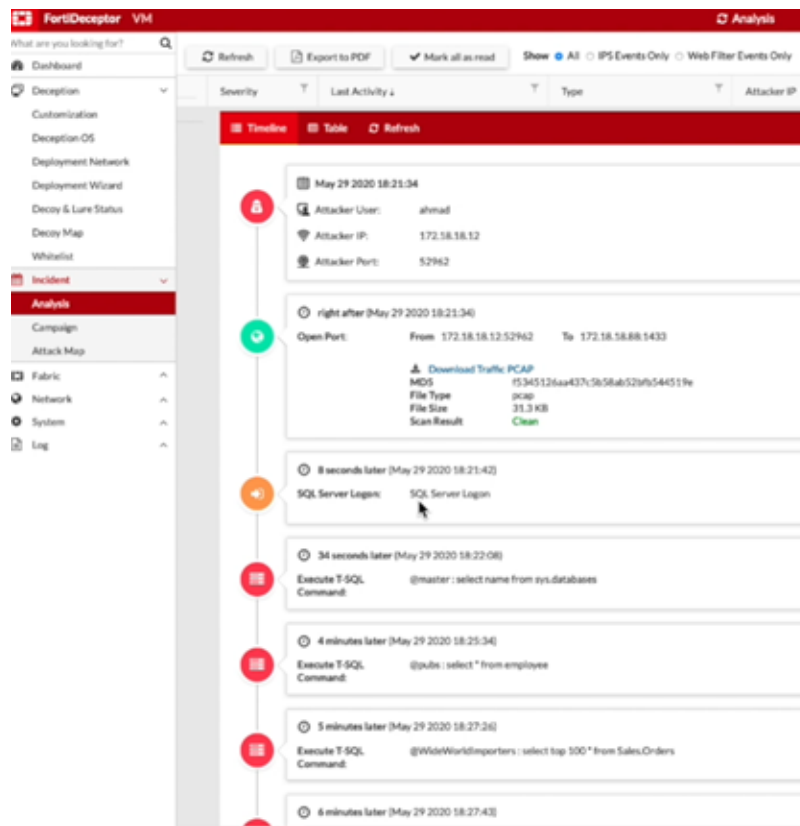 FortiDeceptor VM
Analysis
What are you looking for?
Dashboard
Deception
Customization
Deception OS
Deployment Network
Deployment Wizard
Decoy & Lure Status
Decoy Map
Whitelist
Incident
Analysis
Campaign
Attack Map
Fabric
Network
System
Log
Refresh Export to PDF Mark all as read Show All IPS Events Only Web Filter Events Only
Severity Last Activity Type Attacker IP
Timeline Table Refresh
May 29 2020 18:21:34
Attacker User: ahmad
Attacker IP: 172.18.18.12
Attacker Port: 52962
right after (May 29 2020 18:21:34)
Open Port: From 172.18.18.12:52962 To 172.18.18.88:1433
Download Traffic PCAP
MD5
File Type pcap
File Size 31.3 KB
Scan Result Clean
8 seconds later (May 29 2020 18:21:42)
SQL Server Logon: SQL Server Logon
34 seconds later (May 29 2020 18:22:08)
Execute T-SQL @master : select name from sys.databases
Command:
4 minutes later (May 29 2020 18:25:34)
Execute T-SQL @pubs : select * from employee
Command:
5 minutes later (May 29 2020 18:27:26)
Execute T-SQL @WideWorldImporters : select top 100 * from Sales.Orders
Command:
6 minutes later (May 29 2020 18:27:43)